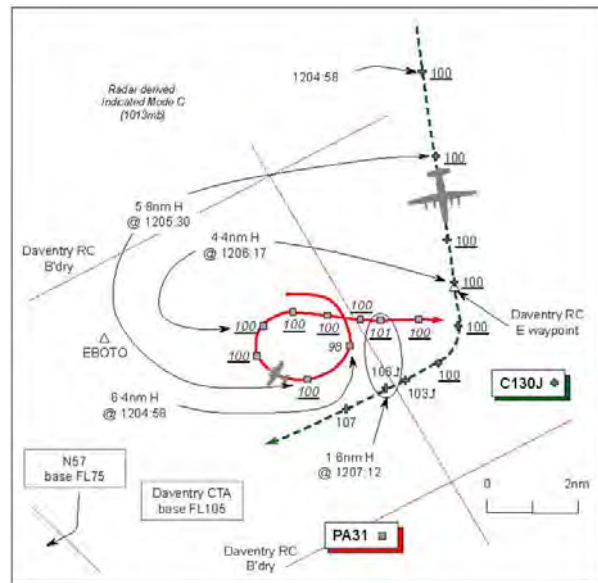 1204:58
100
Radar derived
Indicated Mode C
(1013mb)
100
5·8nm H
@ 1205:30
4·4nm H
@ 1206:17
100
Daventry RC
B'dry
100
100
100
100
100
101
100
Daventry RC
E waypoint
EBOTO
100
98
100
100
100
106J
103J
C130J
6·4nm H
@ 1204:58
107
1·6nm H
@ 1207:12
N57
base FL75
Daventry CTA
base FL105
0
2nm
PA31
Daventry RC
B'dry